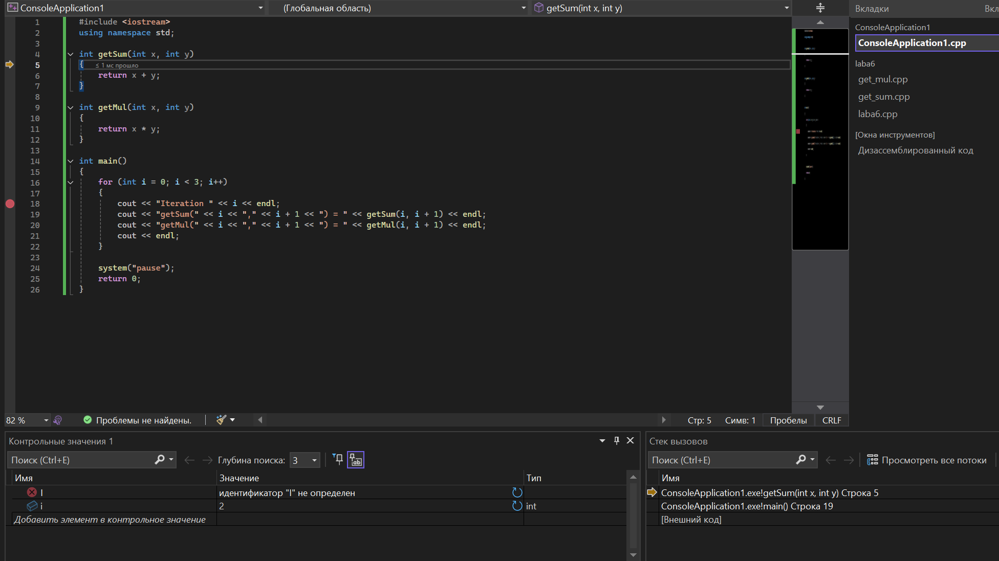 ConsoleApplication1
(Глобальная область)
getSum(int x, int y)
1 #include <iostream>
2 using namespace std;
3
4 int getSum(int x, int y)
5 { ≤ 1 мс прошло
6 return x + y;
7 }
8
9 int getMul(int x, int y)
10 {
11 return x * y;
12 }
13
14 int main()
15 {
16 for (int i = 0; i < 3; i++)
17 {
18 cout << "Iteration " << i << endl;
19 cout << "getSum(" << i << "," << i + 1 << ") = " << getSum(i, i + 1) << endl;
20 cout << "getMul(" << i << "," << i + 1 << ") = " << getMul(i, i + 1) << endl;
21 cout << endl;
22 }
23
24 system("pause");
25 return 0;
26 }
Вкладки
Вкл
ConsoleApplication1
ConsoleApplication1.cpp
laba6
get_mul.cpp
get_sum.cpp
laba6.cpp
[Окна инструментов]
Дизассемблированный код
82 %
Проблемы не найдены.
Стр: 5
Симв: 1
Пробелы
CRLF
Контрольные значения 1
Поиск (Ctrl+E)
Глубина поиска: 3
Имя Значение Тип
I идентификатор "I" не определен
i 2 int
Добавить элемент в контрольное значение
Стек вызовов
Поиск (Ctrl+E)
Просмотреть все потоки
Имя
ConsoleApplication1.exe!getSum(int x, int y) Строка 5
ConsoleApplication1.exe!main() Строка 19
[Внешний код]